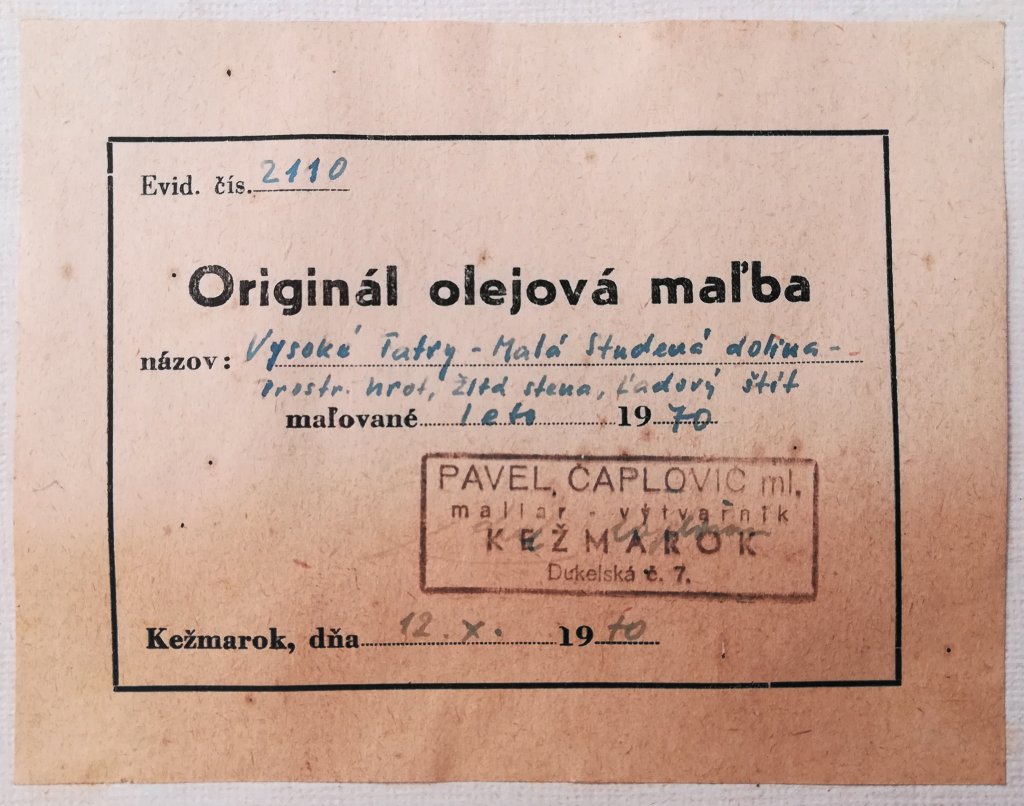 Evid. čís. 2110
Originál olejová maľba
názov: Vysoké Tatry - Malá Studená dolina -
Prostr. hrot, Žltá stena, Ľadový štít
maľované leto 1970
PAVEL ČAPLOVIČ ml.
maliar - výtvarník
KEŽMAROK
Dukelská č. 7.
Kežmarok, dňa 12. X. 1970